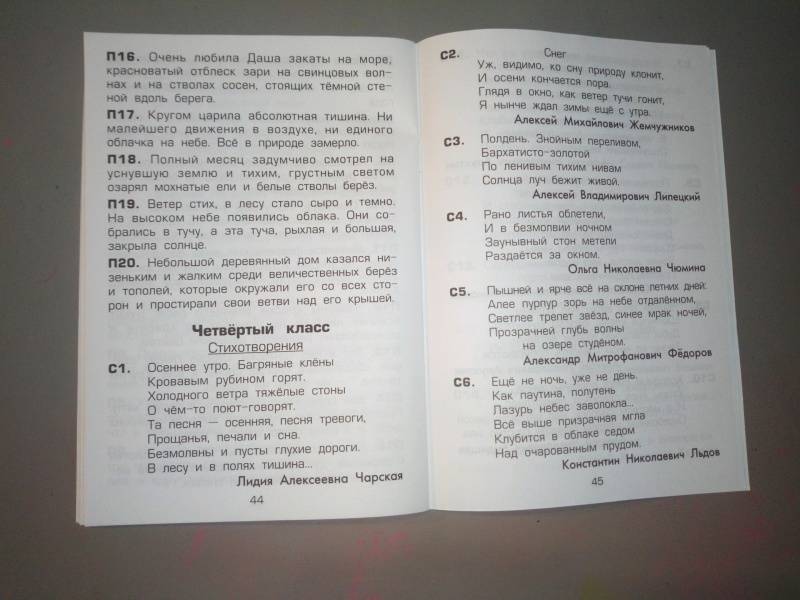 П16. Очень любила Даша закаты на море,
красноватый отблеск зари на свинцовых вол-
нах и на стволах сосен, стоящих тёмной сте-
ной вдоль берега.
П17. Кругом царила абсолютная тишина. Ни
малейшего движения в воздухе, ни единого
облачка на небе. Всё в природе замерло.
П18. Полный месяц задумчиво смотрел на
уснувшую землю и тихим, грустным светом
озарял мохнатые ели и белые стволы берёз.
П19. Ветер стих, в лесу стало сыро и темно.
На высоком небе появились облака. Они со-
брались в тучу, а эта туча, рыхлая и большая,
закрыла солнце.
П20. Небольшой деревянный дом казался ни-
зеньким и жалким среди величественных берёз
и тополей, которые окружали его со всех сто-
рон и простирали свои ветви над его крышей.
Четвёртый класс
Стихотворения
С1. Осеннее утро. Багряные клёны
Кровавым рубином горят.
Холодного ветра тяжёлые стоны
О чём-то поют-говорят.
Та песня — осенняя, песня тревоги,
Прощанья, печали и сна.
Безмолвны и пусты глухие дороги.
В лесу и в полях тишина...
Лидия Алексеевна Чарская
44
С2. Снег
Уж, видимо, ко сну природу клонит,
И осени кончается пора.
Глядя в окно, как ветер тучи гонит,
Я нынче ждал зимы ещё с утра.
Алексей Михайлович Жемчужников
С3. Полдень. Знойным переливом,
Бархатисто-золотой
По ленивым тихим нивам
Солнца луч бежит живой.
Алексей Владимирович Липецкий
С4. Рано листья облетели,
И в безмолвии ночном
Заунывный стон метели
Раздаётся за окном.
Ольга Николаевна Чюмина
С5. Пышней и ярче всё на склоне летних дней:
Алее пурпур зорь на небе отдалённом,
Светлее трепет звёзд, синее мрак ночей,
Прозрачней глубь волны
на озере студёном.
Александр Митрофанович Фёдоров
С6. Ещё не ночь, уже не день.
Как паутина, полутень
Лазурь небес заволокла...
Всё выше призрачная мгла
Клубится в облаке седом
Над очарованным прудом.
Константин Николаевич Льдов
45